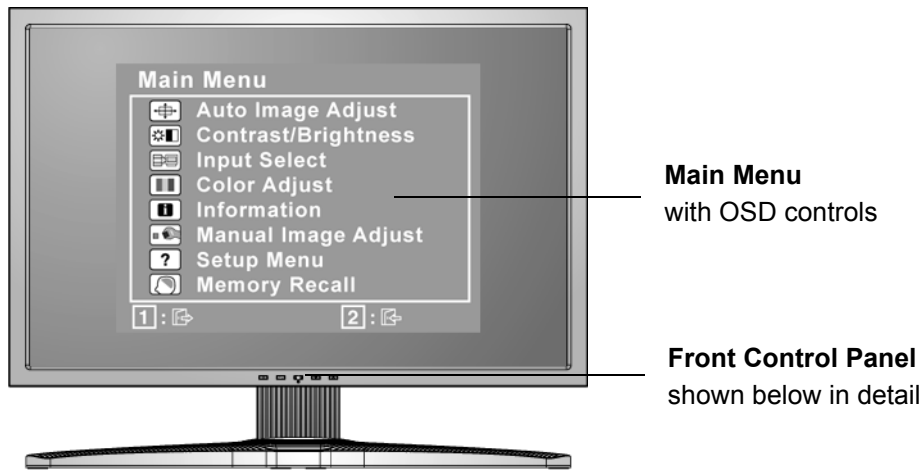 Main Menu
Auto Image Adjust
Contrast/Brightness
Input Select
Color Adjust
Information
Manual Image Adjust
? Setup Menu
Memory Recall
1 : 2 :
Main Menu
with OSD controls
Front Control Panel
shown below in detail